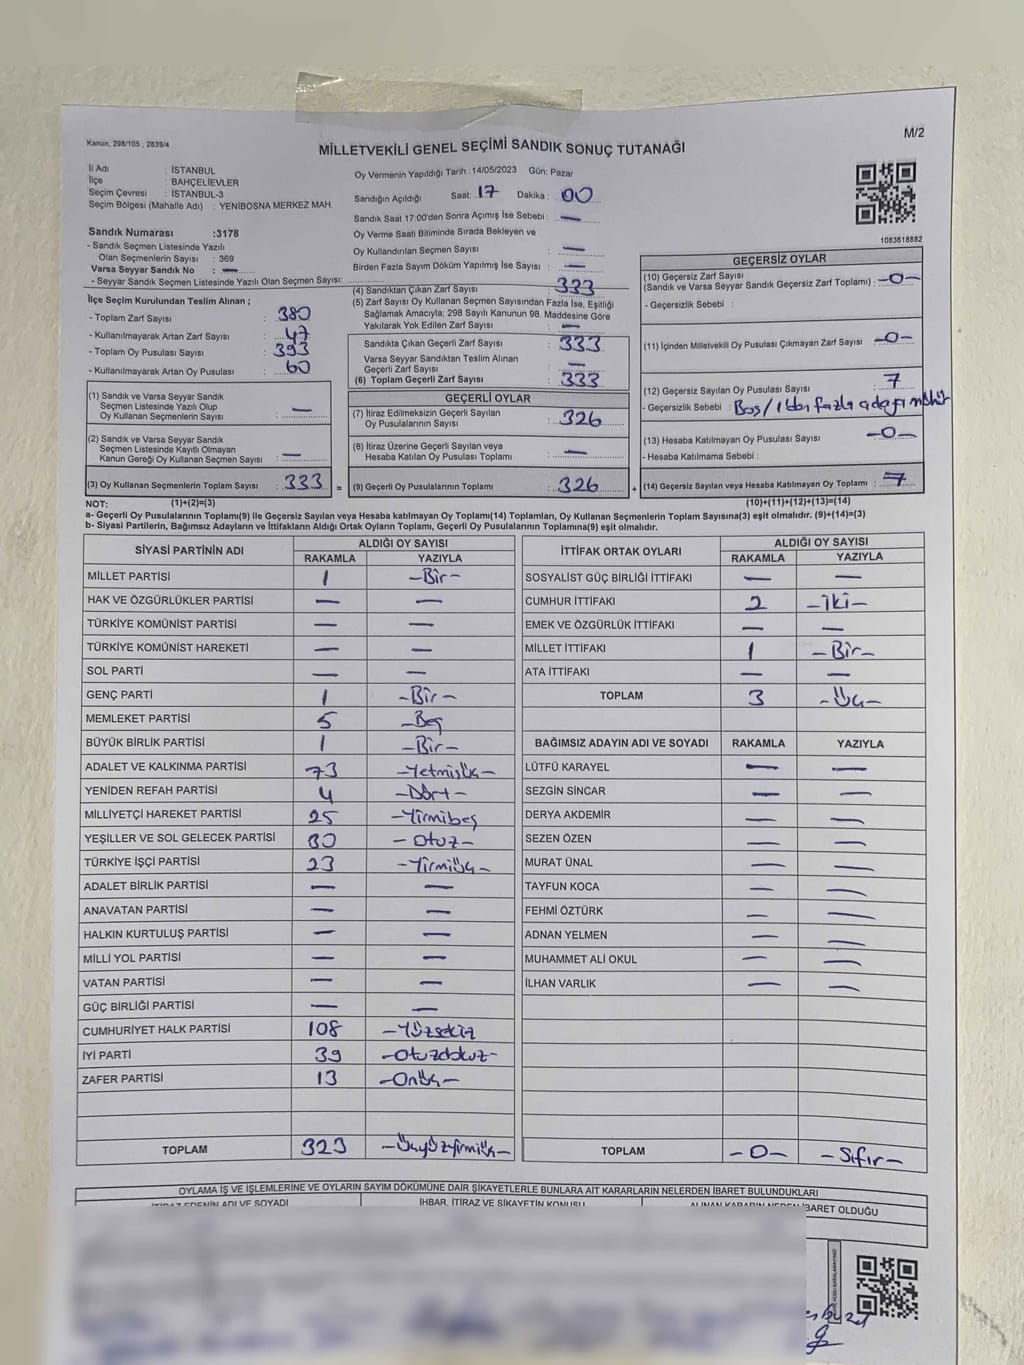 Kanun, 298/105 , 2839/4
M/2
MİLLETVEKİLİ GENEL SEÇİMİ SANDIK SONUÇ TUTANAĞI
İl Adı : İSTANBUL
İlçe : BAHÇELİEVLER
Seçim Çevresi : İSTANBUL-3
Seçim Bölgesi (Mahalle Adı) : YENİBOSNA MERKEZ MAH.
Sandık Numarası :3178
- Sandık Seçmen Listesinde Yazılı
Olan Seçmenlerin Sayısı : 369
Varsa Seyyar Sandık No : —
- Seyyar Sandık Seçmen Listesinde Yazılı Olan Seçmen Sayısı:
İlçe Seçim Kurulundan Teslim Alınan ;
- Toplam Zarf Sayısı : 380
- Kullanılmayarak Artan Zarf Sayısı : 47
- Toplam Oy Pusulası Sayısı : 393
- Kullanılmayarak Artan Oy Pusulası : 60
(1) Sandık ve Varsa Seyyar Sandık
Seçmen Listesinde Yazılı Olup
Oy Kullanan Seçmenlerin Sayısı : —
(2) Sandık ve Varsa Seyyar Sandık
Seçmen Listesinde Kayıtlı Olmayan
Kanun Gereği Oy Kullanan Seçmen Sayısı : —
(3) Oy Kullanan Seçmenlerin Toplam Sayısı : 333 =
Oy Vermenin Yapıldığı Tarih : 14/05/2023 Gün: Pazar
Sandığın Açıldığı Saat: 17 Dakika : 00
Sandık Saat 17:00'den Sonra Açımış İse Sebebi : —
Oy Verme Saati Bitiminde Sırada Bekleyen ve
Oy Kullandırılan Seçmen Sayısı : —
Birden Fazla Sayım Döküm Yapılmış İse Sayısı : —
(4) Sandıktan Çıkan Zarf Sayısı : 333
(5) Zarf Sayısı Oy Kullanan Seçmen Sayısından Fazla İse, Eşitliği
Sağlamak Amacıyla; 298 Sayılı Kanunun 98. Maddesine Göre
Yakılarak Yok Edilen Zarf Sayısı : —
Sandıkta Çıkan Geçerli Zarf Sayısı : 333
Varsa Seyyar Sandıktan Teslim Alınan
Geçerli Zarf Sayısı : —
(6) Toplam Geçerli Zarf Sayısı : 333
GEÇERLİ OYLAR
(7) İtiraz Edilmeksizin Geçerli Sayılan
Oy Pusulalarının Sayısı : 326
(8) İtiraz Üzerine Geçerli Sayılan veya
Hesaba Katılan Oy Pusulası Toplamı : —
(9) Geçerli Oy Pusulalarının Toplamı : 326 +
1083618882
GEÇERSİZ OYLAR
(10) Geçersiz Zarf Sayısı
(Sandık ve Varsa Seyyar Sandık Geçersiz Zarf Toplamı) : -0-
- Geçersizlik Sebebi :
(11) İçinden Milletvekili Oy Pusulası Çıkmayan Zarf Sayısı : -0-
(12) Geçersiz Sayılan Oy Pusulası Sayısı : 7
- Geçersizlik Sebebi : Boş/1'den fazla adaya mühür
(13) Hesaba Katılmayan Oy Pusulası Sayısı : -0-
- Hesaba Katılmama Sebebi :
(14) Geçersiz Sayılan veya Hesaba Katılmayan Oy Toplamı : 7
NOT: (1)+(2)=(3) (10)+(11)+(12)+(13)=(14)
a- Geçerli Oy Pusulalarının Toplamı(9) ile Geçersiz Sayılan veya Hesaba katılmayan Oy Toplamı(14) Toplamları, Oy Kullanan Seçmenlerin Toplam Sayısına(3) eşit olmalıdır. (9)+(14)=(3)
b- Siyasi Partilerin, Bağımsız Adayların ve İttifakların Aldığı Ortak Oyların Toplamı, Geçerli Oy Pusulalarının Toplamına(9) eşit olmalıdır.
SİYASİ PARTİNİN ADI ALDIĞI OY SAYISI
RAKAMLA YAZIYLA
MİLLET PARTİSİ 1 -Bir-
HAK VE ÖZGÜRLÜKLER PARTİSİ — —
TÜRKİYE KOMÜNİST PARTİSİ — —
TÜRKİYE KOMÜNİST HAREKETİ — —
SOL PARTİ — —
GENÇ PARTİ 1 -Bir-
MEMLEKET PARTİSİ 5 -Beş
BÜYÜK BİRLİK PARTİSİ 1 -Bir-
ADALET VE KALKINMA PARTİSİ 73 -Yetmişüç-
YENİDEN REFAH PARTİSİ 4 -Dört-
MİLLİYETÇİ HAREKET PARTİSİ 25 -Yirmibeş
YEŞİLLER VE SOL GELECEK PARTİSİ 30 -Otuz-
TÜRKİYE İŞÇİ PARTİSİ 23 -Yirmiüç-
ADALET BİRLİK PARTİSİ — —
ANAVATAN PARTİSİ — —
HALKIN KURTULUŞ PARTİSİ — —
MİLLİ YOL PARTİSİ — —
VATAN PARTİSİ — —
GÜÇ BİRLİĞİ PARTİSİ — —
CUMHURİYET HALK PARTİSİ 108 -Yüzsekiz
İYİ PARTİ 39 -Otuzdokuz-
ZAFER PARTİSİ 13 -Onüç-
TOPLAM 323 -Üçyüzyirmiüç-
İTTİFAK ORTAK OYLARI ALDIĞI OY SAYISI
RAKAMLA YAZIYLA
SOSYALİST GÜÇ BİRLİĞİ İTTİFAKI — —
CUMHUR İTTİFAKI 2 -İki-
EMEK VE ÖZGÜRLÜK İTTİFAKI — —
MİLLET İTTİFAKI 1 -Bir-
ATA İTTİFAKI — —
TOPLAM 3 -Üç-
BAĞIMSIZ ADAYIN ADI VE SOYADI RAKAMLA YAZIYLA
LÜTFÜ KARAYEL — —
SEZGİN SİNCAR — —
DERYA AKDEMİR — —
SEZEN ÖZEN — —
MURAT ÜNAL — —
TAYFUN KOCA — —
FEHMİ ÖZTÜRK — —
ADNAN YELMEN — —
MUHAMMET ALİ OKUL — —
İLHAN VARLIK — —
TOPLAM -0- -Sıfır-
OYLAMA İŞ VE İŞLEMLERİNE VE OYLARIN SAYIM DÖKÜMÜNE DAİR ŞİKAYETLERLE BUNLARA AİT KARARLARIN NELERDEN İBARET BULUNDUKLARI
İTİRAZ EDENİN ADI VE SOYADI İHBAR, İTİRAZ VE ŞİKAYETİN KONUSU ALINAN KARARIN NEDEN İBARET OLDUĞU